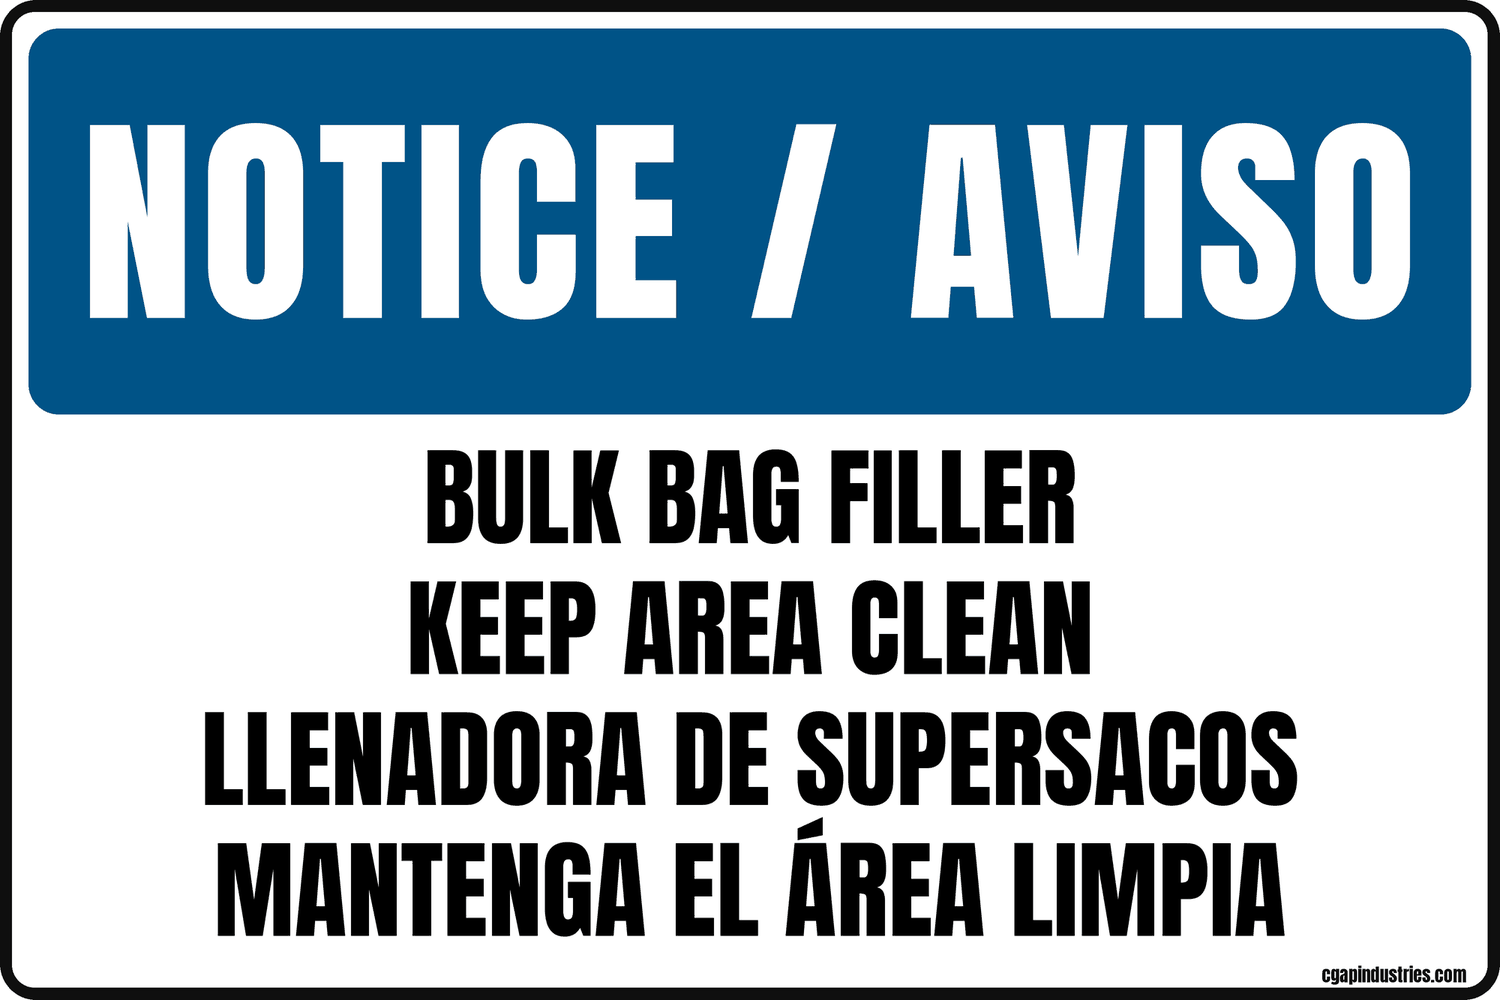 NOTICE / AVISO
BULK BAG FILLER
KEEP AREA CLEAN
LLENADORA DE SUPERSACOS
MANTENGA EL ÁREA LIMPIA
cgapindustries.com